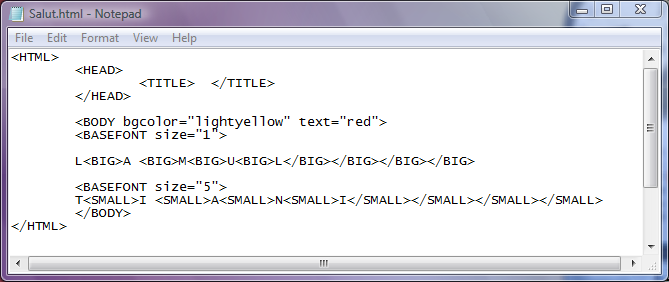 Salut.html - Notepad
File Edit Format View Help
<HTML>
<HEAD>
<TITLE>  </TITLE>
</HEAD>
<BODY bgcolor="lightyellow" text="red">
<BASEFONT size="1">
L<BIG>A <BIG>M<BIG>U<BIG>L</BIG></BIG></BIG></BIG>
<BASEFONT size="5">
T<SMALL>I <SMALL>A<SMALL>N<SMALL>I</SMALL></SMALL></SMALL></SMALL>
</BODY>
</HTML>